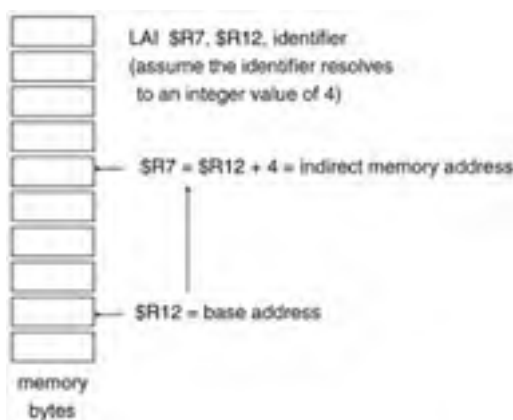 LAI $R7, $R12, identifier
(assume the identifier resolves
to an integer value of 4)
$R7 = $R12 + 4 = indirect memory address
$R12 = base address
memory
bytes